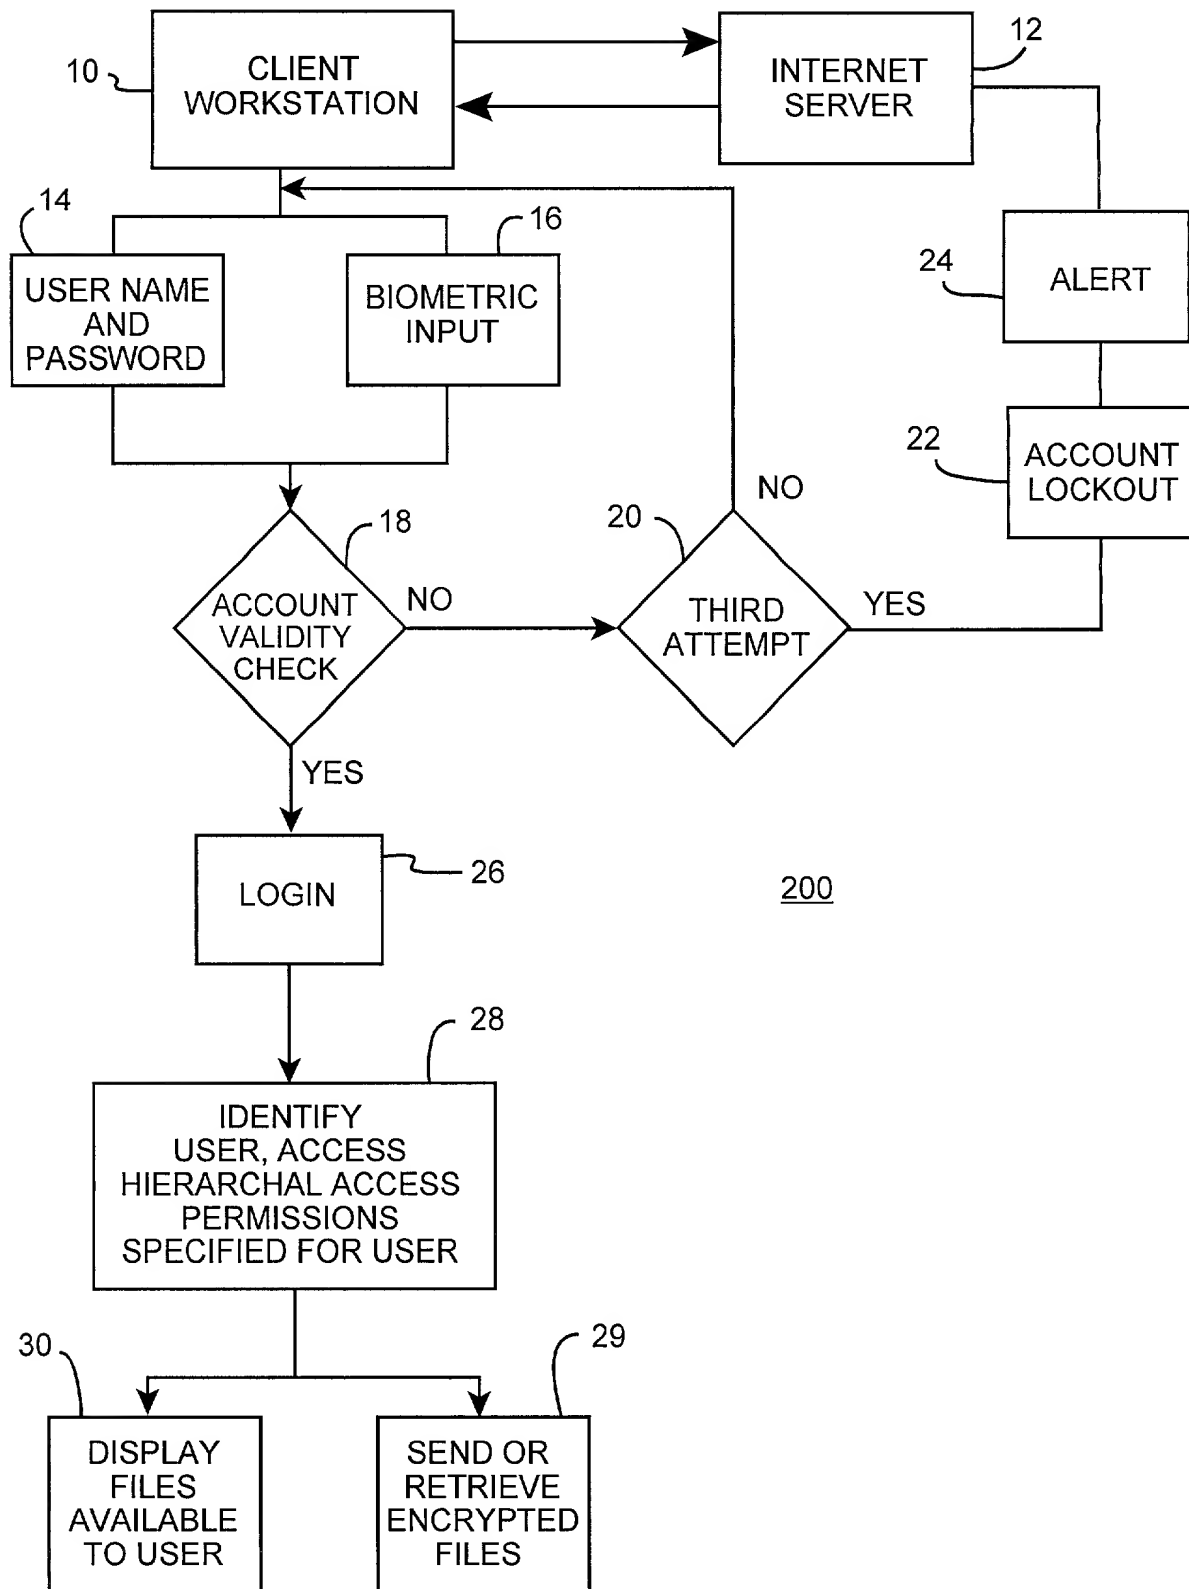 10
CLIENT
WORKSTATION
INTERNET
SERVER
12
14
USER NAME
AND
PASSWORD
16
BIOMETRIC
INPUT
24
ALERT
22
ACCOUNT
LOCKOUT
18
ACCOUNT
VALIDITY
CHECK
NO
20
THIRD
ATTEMPT
NO
YES
YES
LOGIN
26
200
28
IDENTIFY
USER, ACCESS
HIERARCHAL ACCESS
PERMISSIONS
SPECIFIED FOR USER
30
DISPLAY
FILES
AVAILABLE
TO USER
29
SEND OR
RETRIEVE
ENCRYPTED
FILES